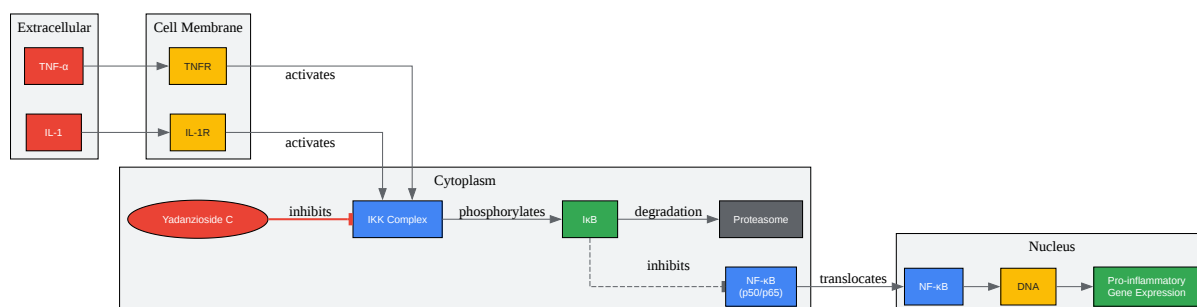 Extracellular
Cell Membrane
TNF-α
TNFR
activates
IL-1
IL-1R
activates
Cytoplasm
Yadanzioside C
inhibits
IKK Complex
phosphorylates
IκB
degradation
Proteasome
inhibits
NF-κB
(p50/p65)
translocates
Nucleus
NF-κB
DNA
Pro-inflammatory
Gene Expression